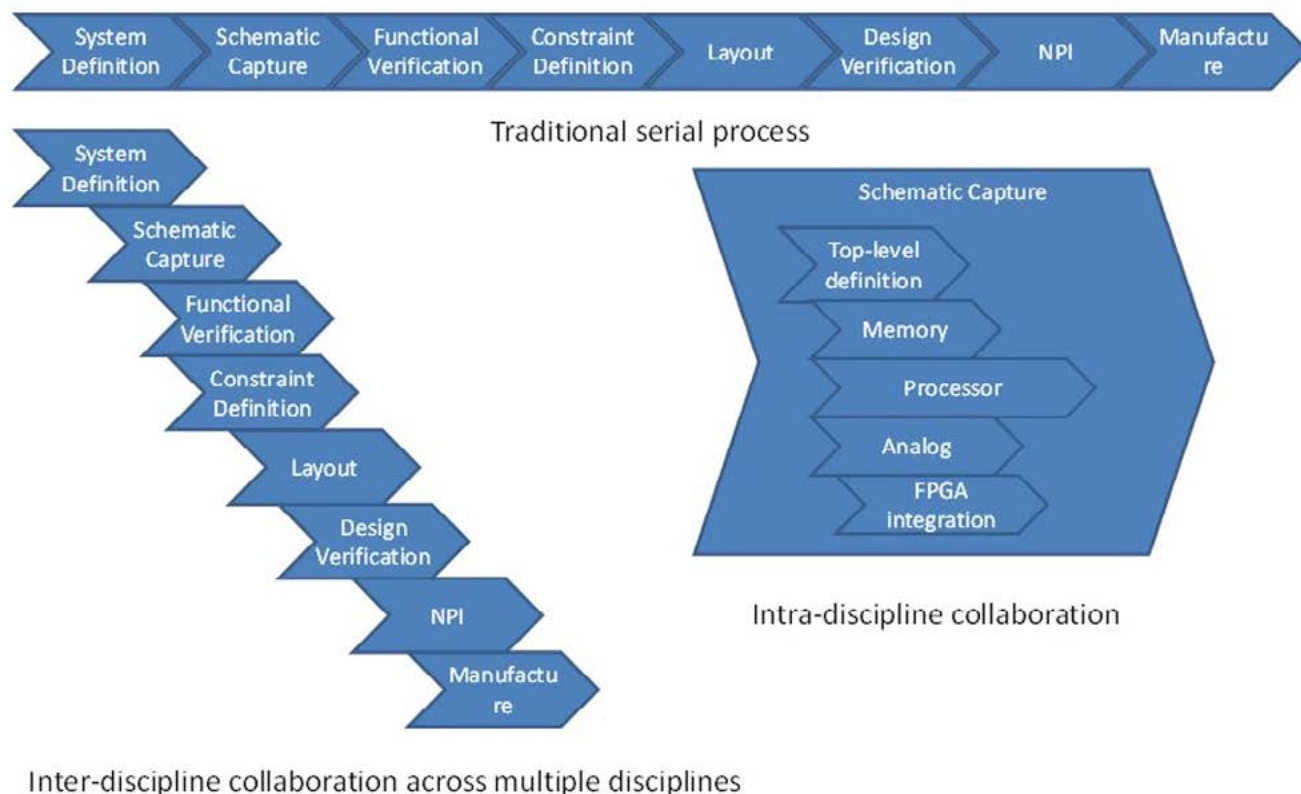 System
Definition
Schematic
Capture
Functional
Verification
Constraint
Definition
Layout
Design
Verification
NPI
Manufactu
re
Traditional serial process
System
Definition
Schematic
Capture
Functional
Verification
Constraint
Definition
Layout
Design
Verification
NPI
Manufactu
re
Inter-discipline collaboration across multiple disciplines
Schematic Capture
Top-level
definition
Memory
Processor
Analog
FPGA
integration
Intra-discipline collaboration